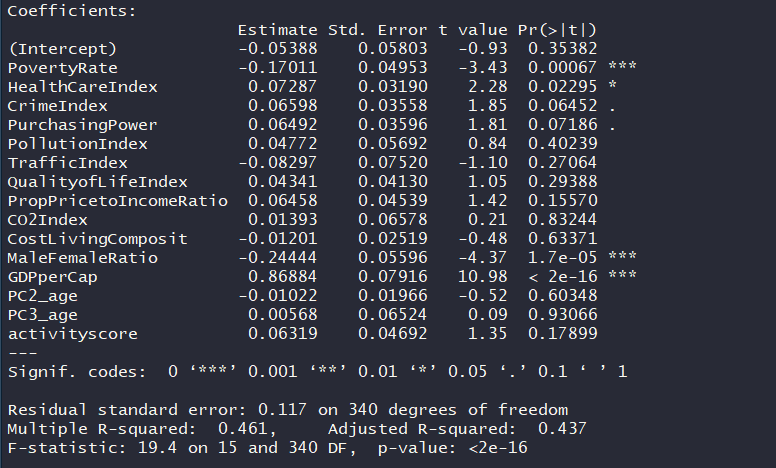 Coefficients:
                     Estimate Std. Error t value Pr(>|t|)
(Intercept)          -0.05388    0.05803   -0.93  0.35382
PovertyRate          -0.17011    0.04953   -3.43  0.00067 ***
HealthCareIndex       0.07287    0.03190    2.28  0.02295 *
CrimeIndex            0.06598    0.03558    1.85  0.06452 .
PurchasingPower       0.06492    0.03596    1.81  0.07186 .
PollutionIndex        0.04772    0.05692    0.84  0.40239
TrafficIndex         -0.08297    0.07520   -1.10  0.27064
QualityofLifeIndex    0.04341    0.04130    1.05  0.29388
PropPricetoIncomeRatio  0.06458    0.04539    1.42  0.15570
CO2Index              0.01393    0.06578    0.21  0.83244
CostLivingComposit   -0.01201    0.02519   -0.48  0.63371
MaleFemaleRatio      -0.24444    0.05596   -4.37  1.7e-05 ***
GDPperCap             0.86884    0.07916   10.98  < 2e-16 ***
PC2_age              -0.01022    0.01966   -0.52  0.60348
PC3_age               0.00568    0.06524    0.09  0.93066
activityscore         0.06319    0.04692    1.35  0.17899
---
Signif. codes:  0 ‘***’ 0.001 ‘**’ 0.01 ‘*’ 0.05 ‘.’ 0.1 ‘ ’ 1
Residual standard error: 0.117 on 340 degrees of freedom
Multiple R-squared:  0.461,	Adjusted R-squared:  0.437
F-statistic: 19.4 on 15 and 340 DF,  p-value: <2e-16